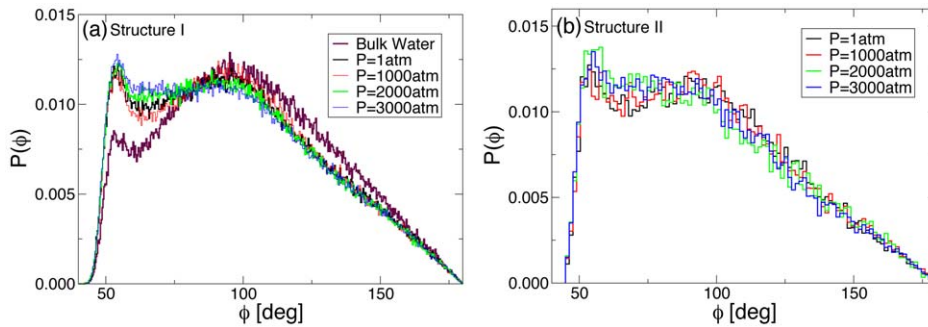 (a) Structure I
Bulk Water
P=1atm
P=1000atm
P=2000atm
P=3000atm
0.015
0.010
0.005
0.000
P(ϕ)
50 100 150
ϕ [deg]
(b) Structure II
P=1atm
P=1000atm
P=2000atm
P=3000atm
0.015
0.010
0.005
0.000
P(ϕ)
50 100 150
ϕ [deg]